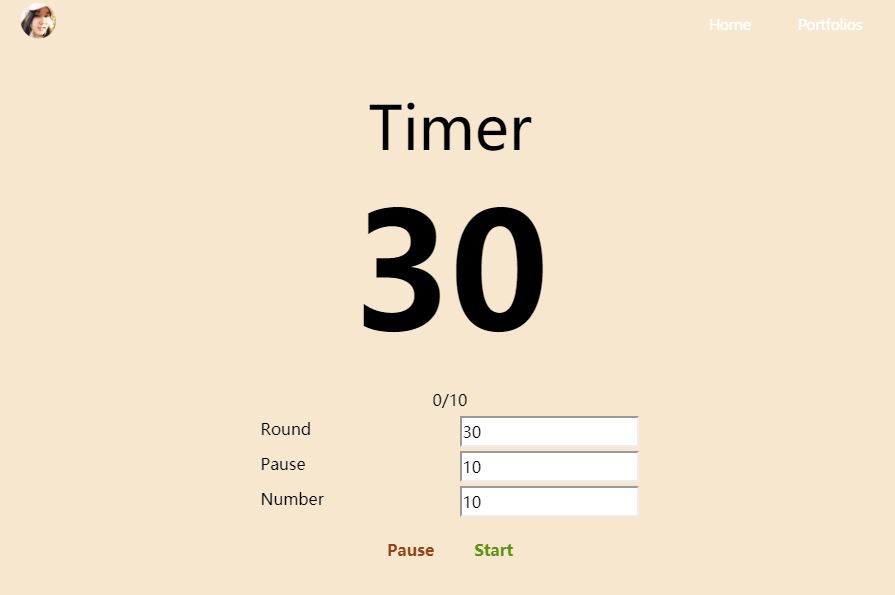 Home Portfolios
Timer
30
0/10
Round 30
Pause 10
Number 10
Pause Start